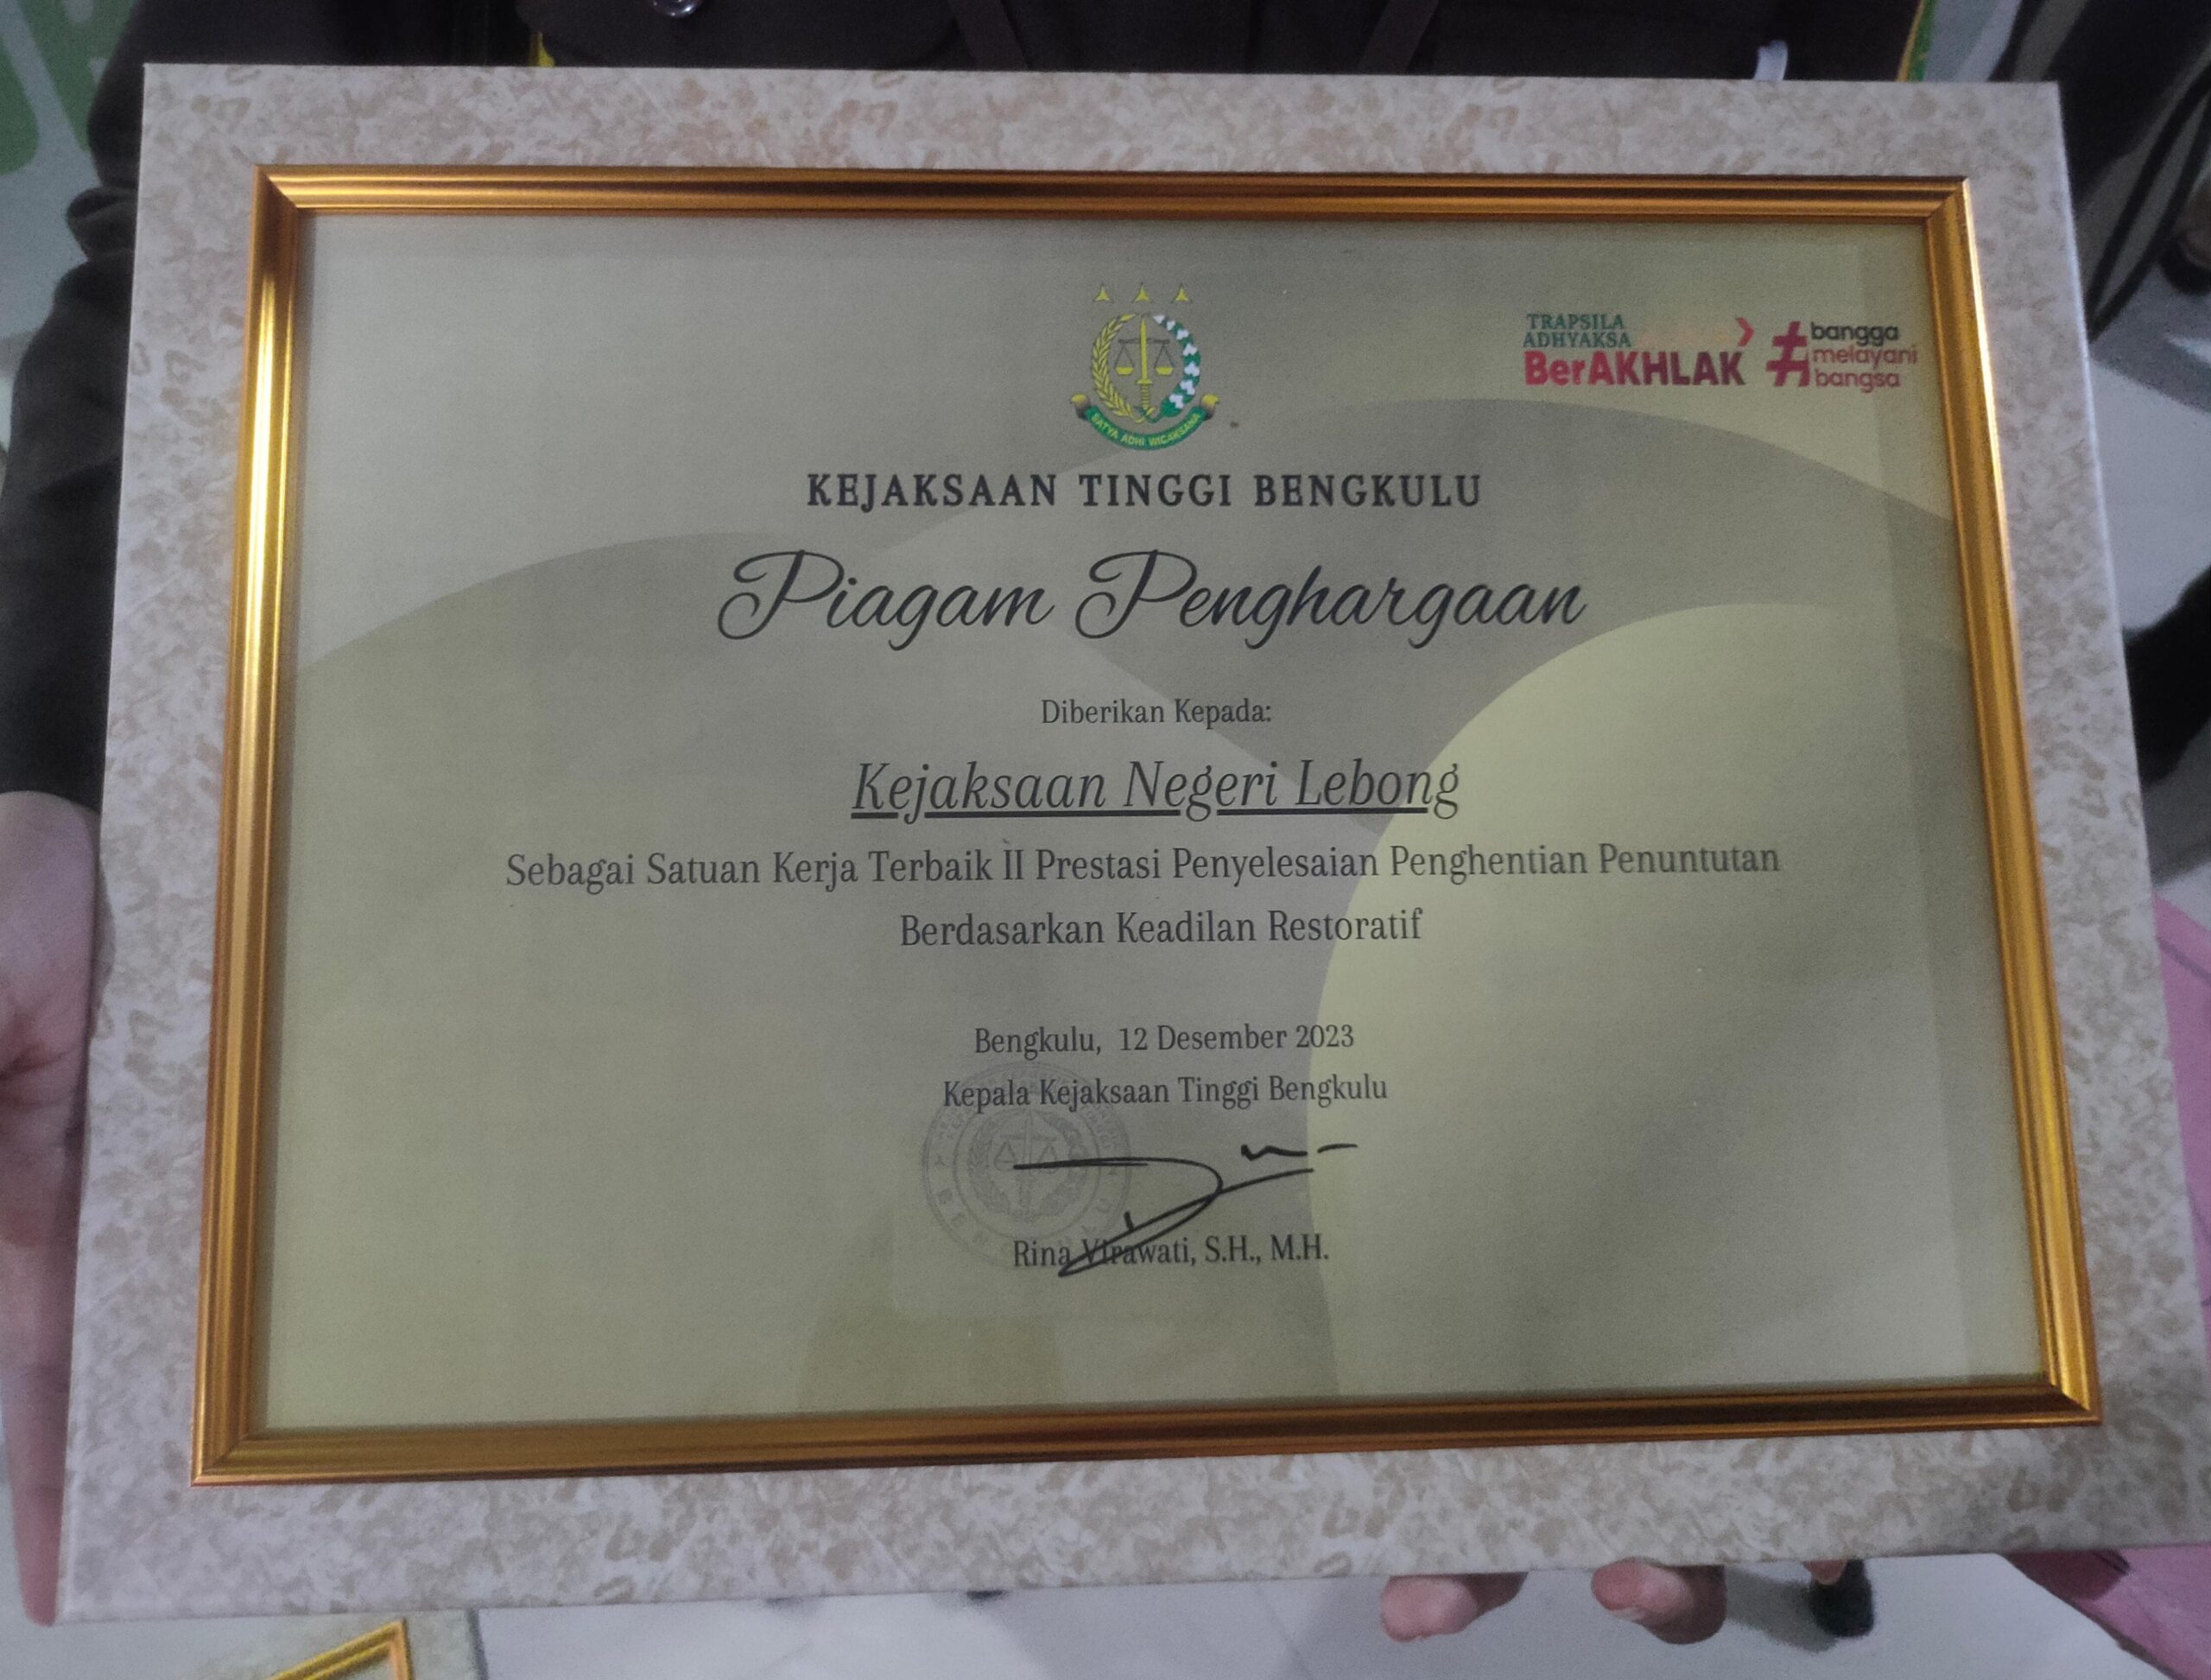 TRAPSILA
ADHYAKSA
BerAKHLAK
#bangga
melayani
bangsa
SATYA ADHI WICAKSANA
KEJAKSAAN TINGGI BENGKULU
Piagam Penghargaan
Diberikan Kepada:
Kejaksaan Negeri Lebong
Sebagai Satuan Kerja Terbaik II Prestasi Penyelesaian Penghentian Penuntutan
Berdasarkan Keadilan Restoratif
Bengkulu, 12 Desember 2023
Kepala Kejaksaan Tinggi Bengkulu
Rina Virawati, S.H., M.H.